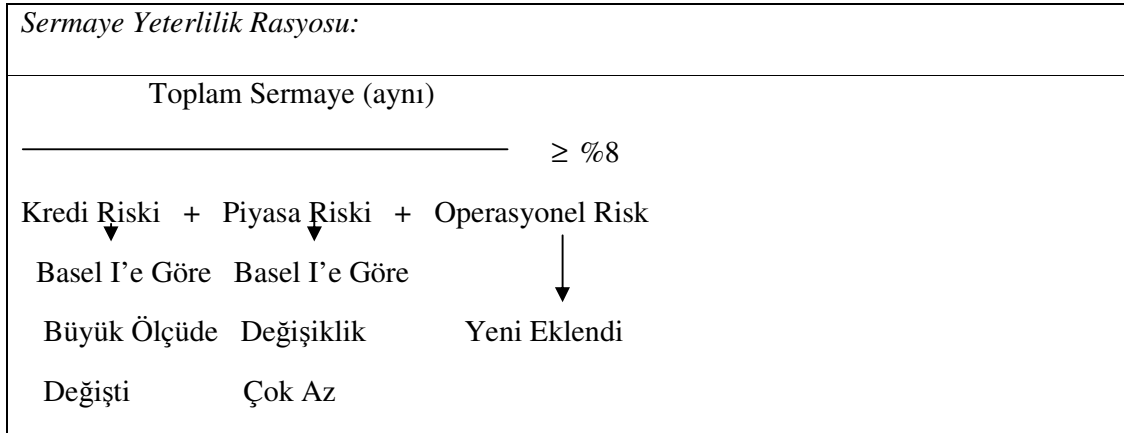 Sermaye Yeterlilik Rasyosu:
Toplam Sermaye (aynı)
≥ %8
Kredi Riski + Piyasa Riski + Operasyonel Risk
Basel I’e Göre Basel I’e Göre
Büyük Ölçüde Değişiklik Yeni Eklendi
Değişti Çok Az